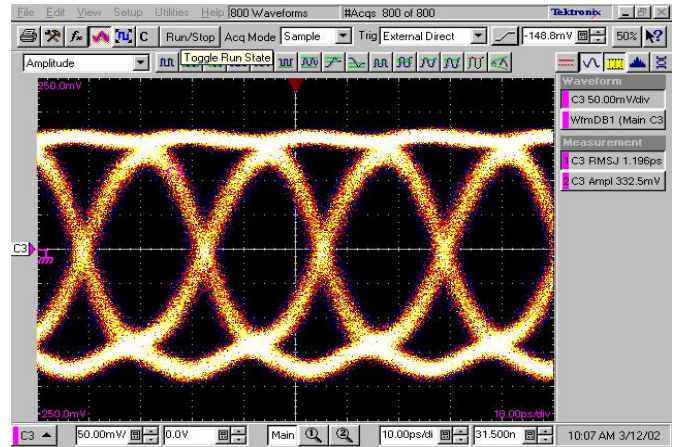 File Edit View Setup Utilities Help 800 Waveforms #Acqs 800 of 800 Tektronix
C Run/Stop Acq Mode Sample Trig External Direct -148.8mV 50%
Amplitude Toggle Run State
250.0mV
Waveform
C3 50.00mV/div
WfmDB1 (Main C3
Measurement
1 C3 RMSJ 1.196ps
2 C3 Ampl 332.5mV
C3
-250.0mV 10.00ps/div
C3 50.00mV/ 0.0V Main 10.00ps/di 31.500n 10:07 AM 3/12/02